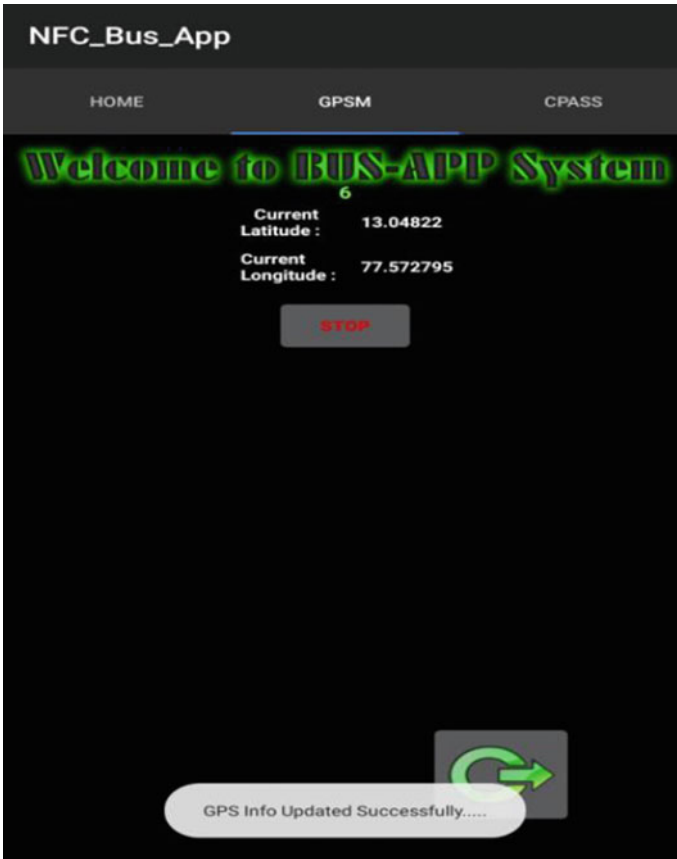 NFC_Bus_App
HOME GPSM CPASS
Welcome to BUS-APP System
6
Current
Latitude : 13.04822
Current
Longitude : 77.572795
STOP
GPS Info Updated Successfully.....